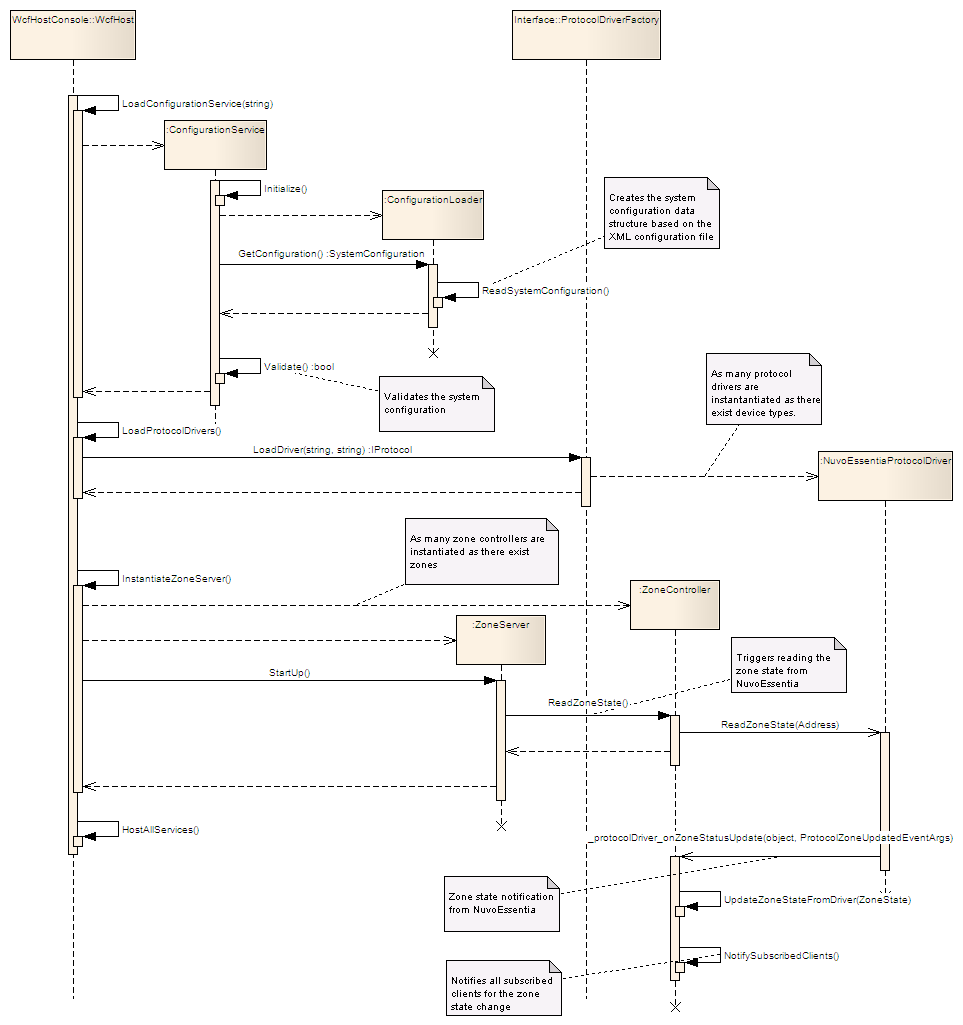 WcfHostConsole::WcfHost
Interface::ProtocolDriverFactory
LoadConfigurationService(string)
:ConfigurationService
Initialize()
:ConfigurationLoader
Creates the system
configuration data
structure based on the
XML configuration file
GetConfiguration() :SystemConfiguration
ReadSystemConfiguration()
Validate() :bool
Validates the system
configuration
As many protocol
drivers are
instantantiated as there
exist device types.
LoadProtocolDrivers()
LoadDriver(string, string) :IProtocol
:NuvoEssentiaProtocolDriver
As many zone controllers are
instantiated as there exist
zones
InstantiateZoneServer()
:ZoneController
:ZoneServer
Triggers reading the
zone state from
NuvoEssentia
StartUp()
ReadZoneState()
ReadZoneState(Address)
HostAllServices()
_protocolDriver_onZoneStatusUpdate(object, ProtocolZoneUpdatedEventArgs)
Zone state notification
from NuvoEssentia
UpdateZoneStateFromDriver(ZoneState)
NotifySubscribedClients()
Notifies all subscribed
clients for the zone
state change